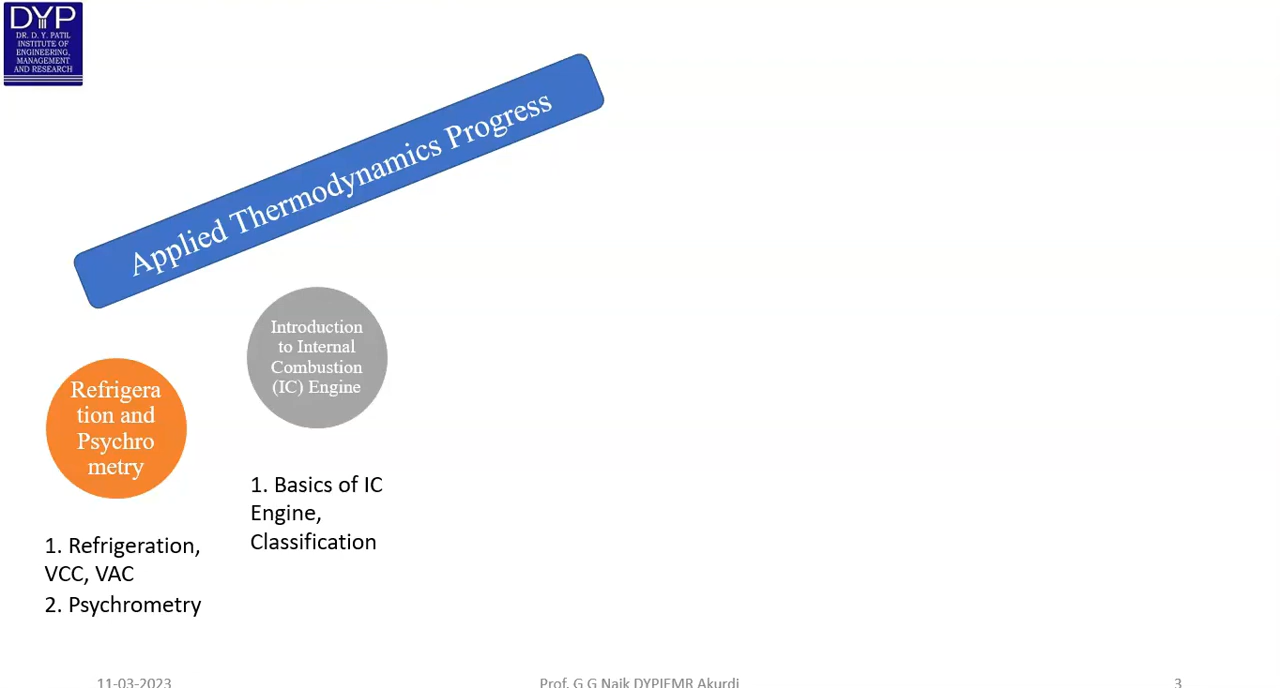 DYP
DR. D. Y. PATIL
INSTITUTE OF
ENGINEERING,
MANAGEMENT
AND RESEARCH
Applied Thermodynamics Progress
Introduction
to Internal
Combustion
(IC) Engine
Refrigera
tion and
Psychro
metry
1. Basics of IC
Engine,
Classification
1. Refrigeration,
VCC, VAC
2. Psychrometry
11-03-2023
Prof. G G Naik DYPIEMR Akurdi
3